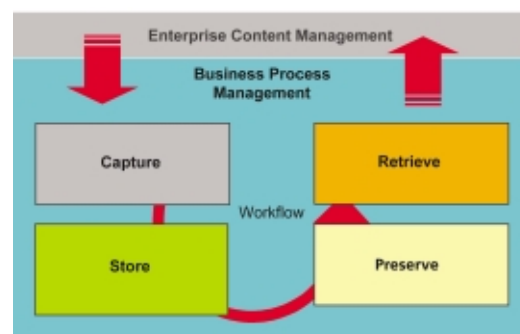 Enterprise Content Management
Business Process
Management
Capture
Retrieve
Workflow
Store
Preserve